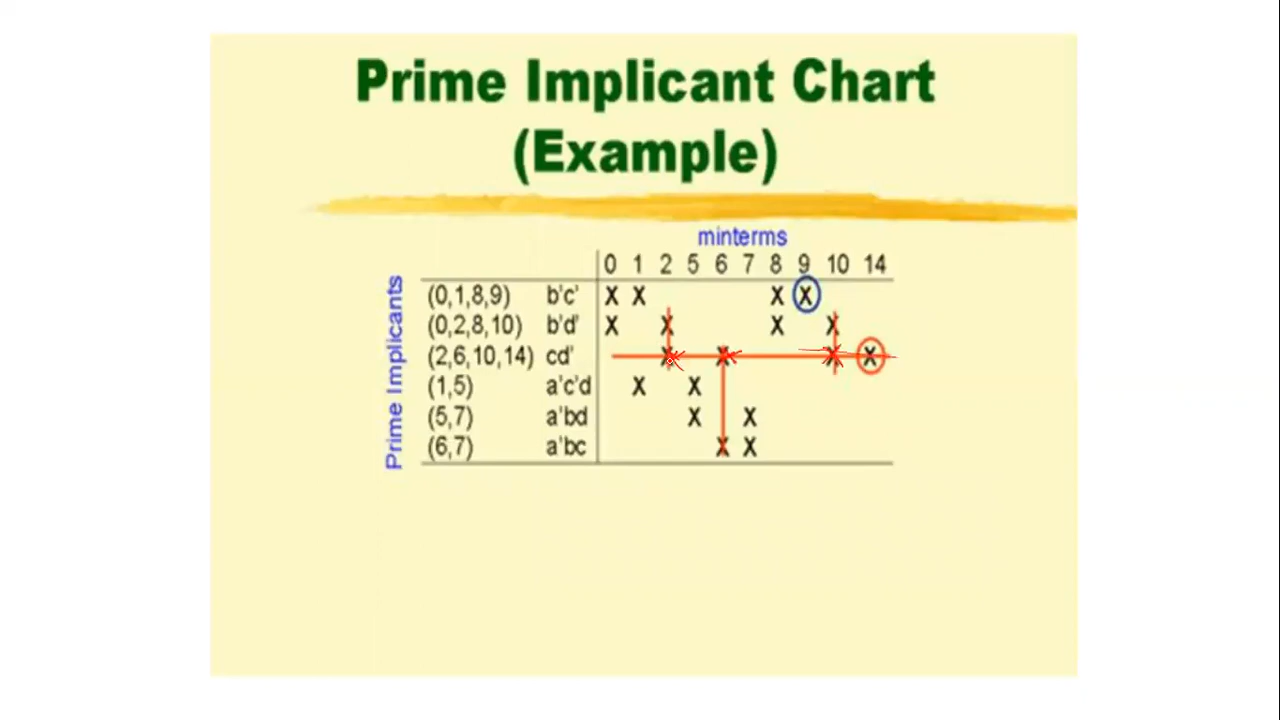 Prime Implicant Chart
(Example)
minterms
0 1 2 5 6 7 8 9 10 14
Prime Implicants
(0,1,8,9) b'c' X X X X
(0,2,8,10) b'd' X X X X
(2,6,10,14) cd' X X X X
(1,5) a'c'd X X
(5,7) a'bd X X
(6,7) a'bc X X